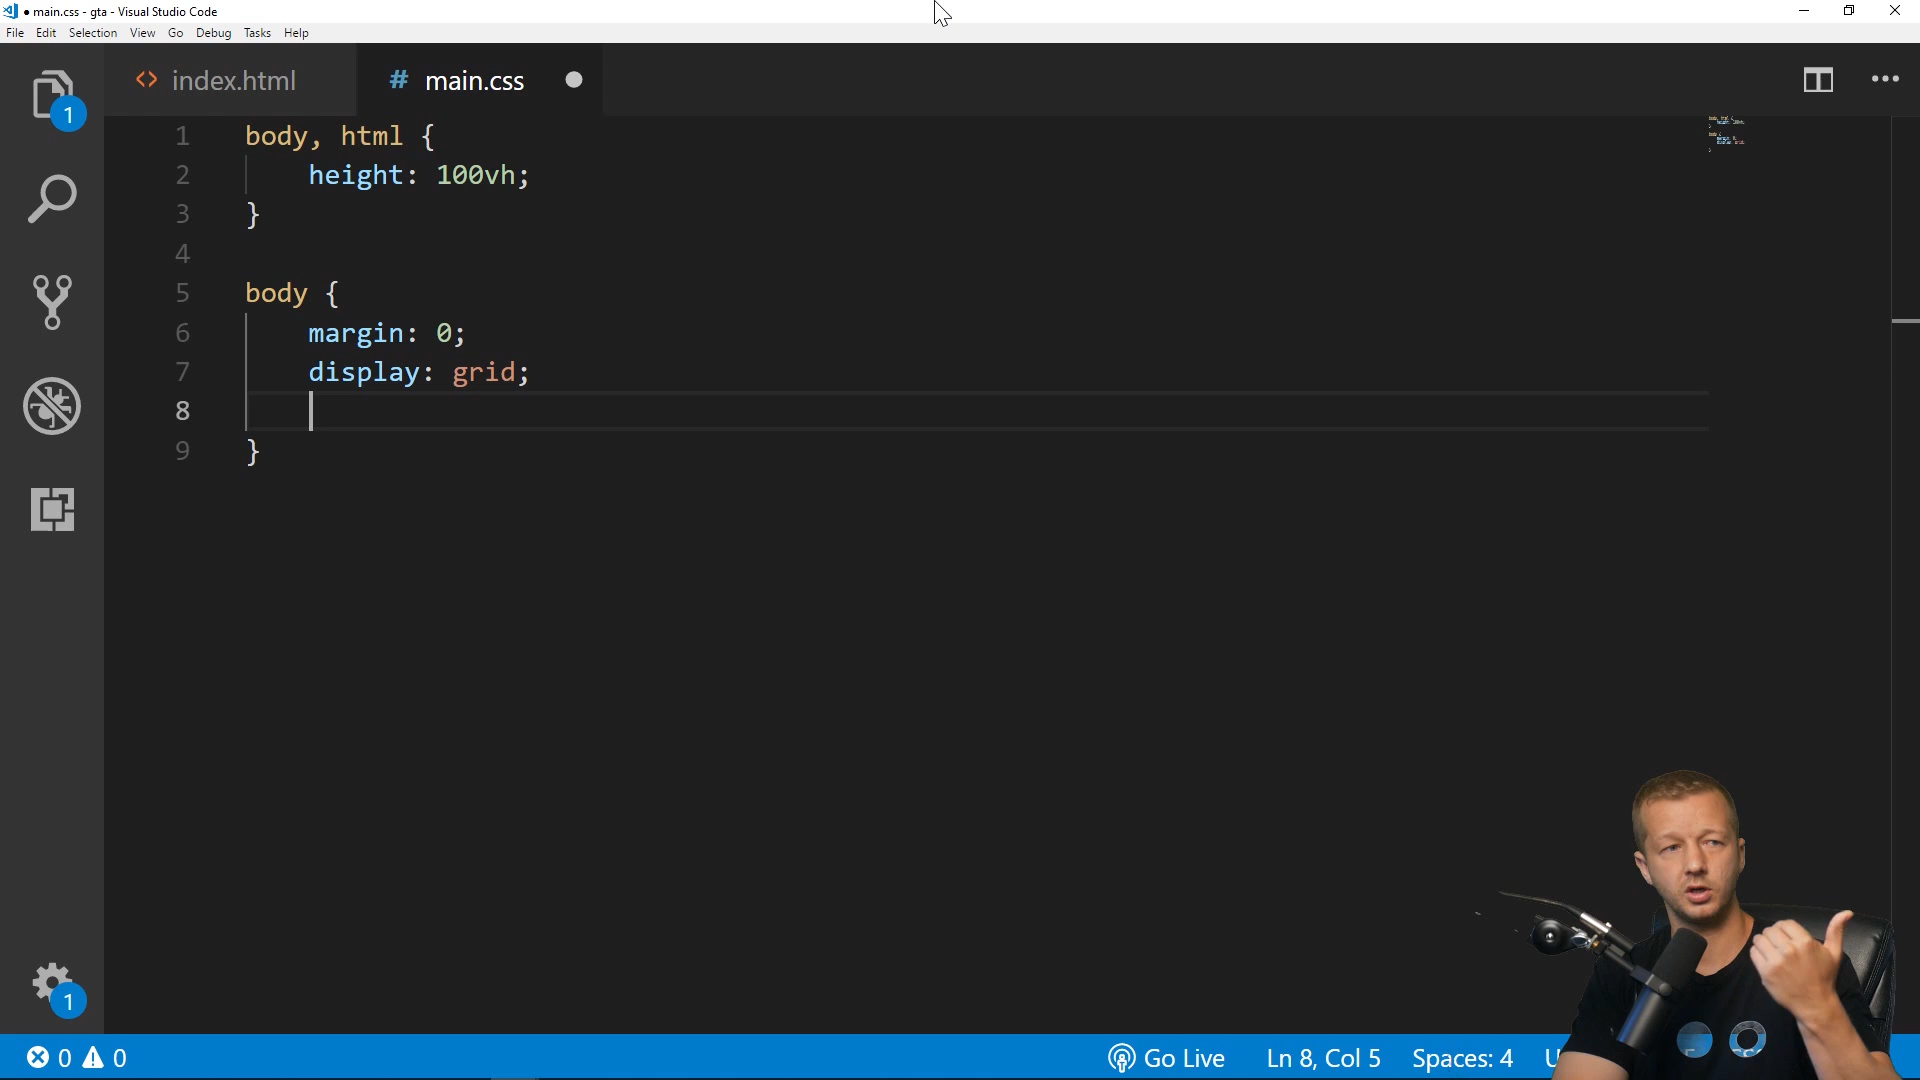 ● main.css - gta - Visual Studio Code
File Edit Selection View Go Debug Tasks Help
1
<> index.html
# main.css
1 body, html {
2 height: 100vh;
3 }
4
5 body {
6 margin: 0;
7 display: grid;
8
9 }
1
0 0
Go Live Ln 8, Col 5 Spaces: 4 U